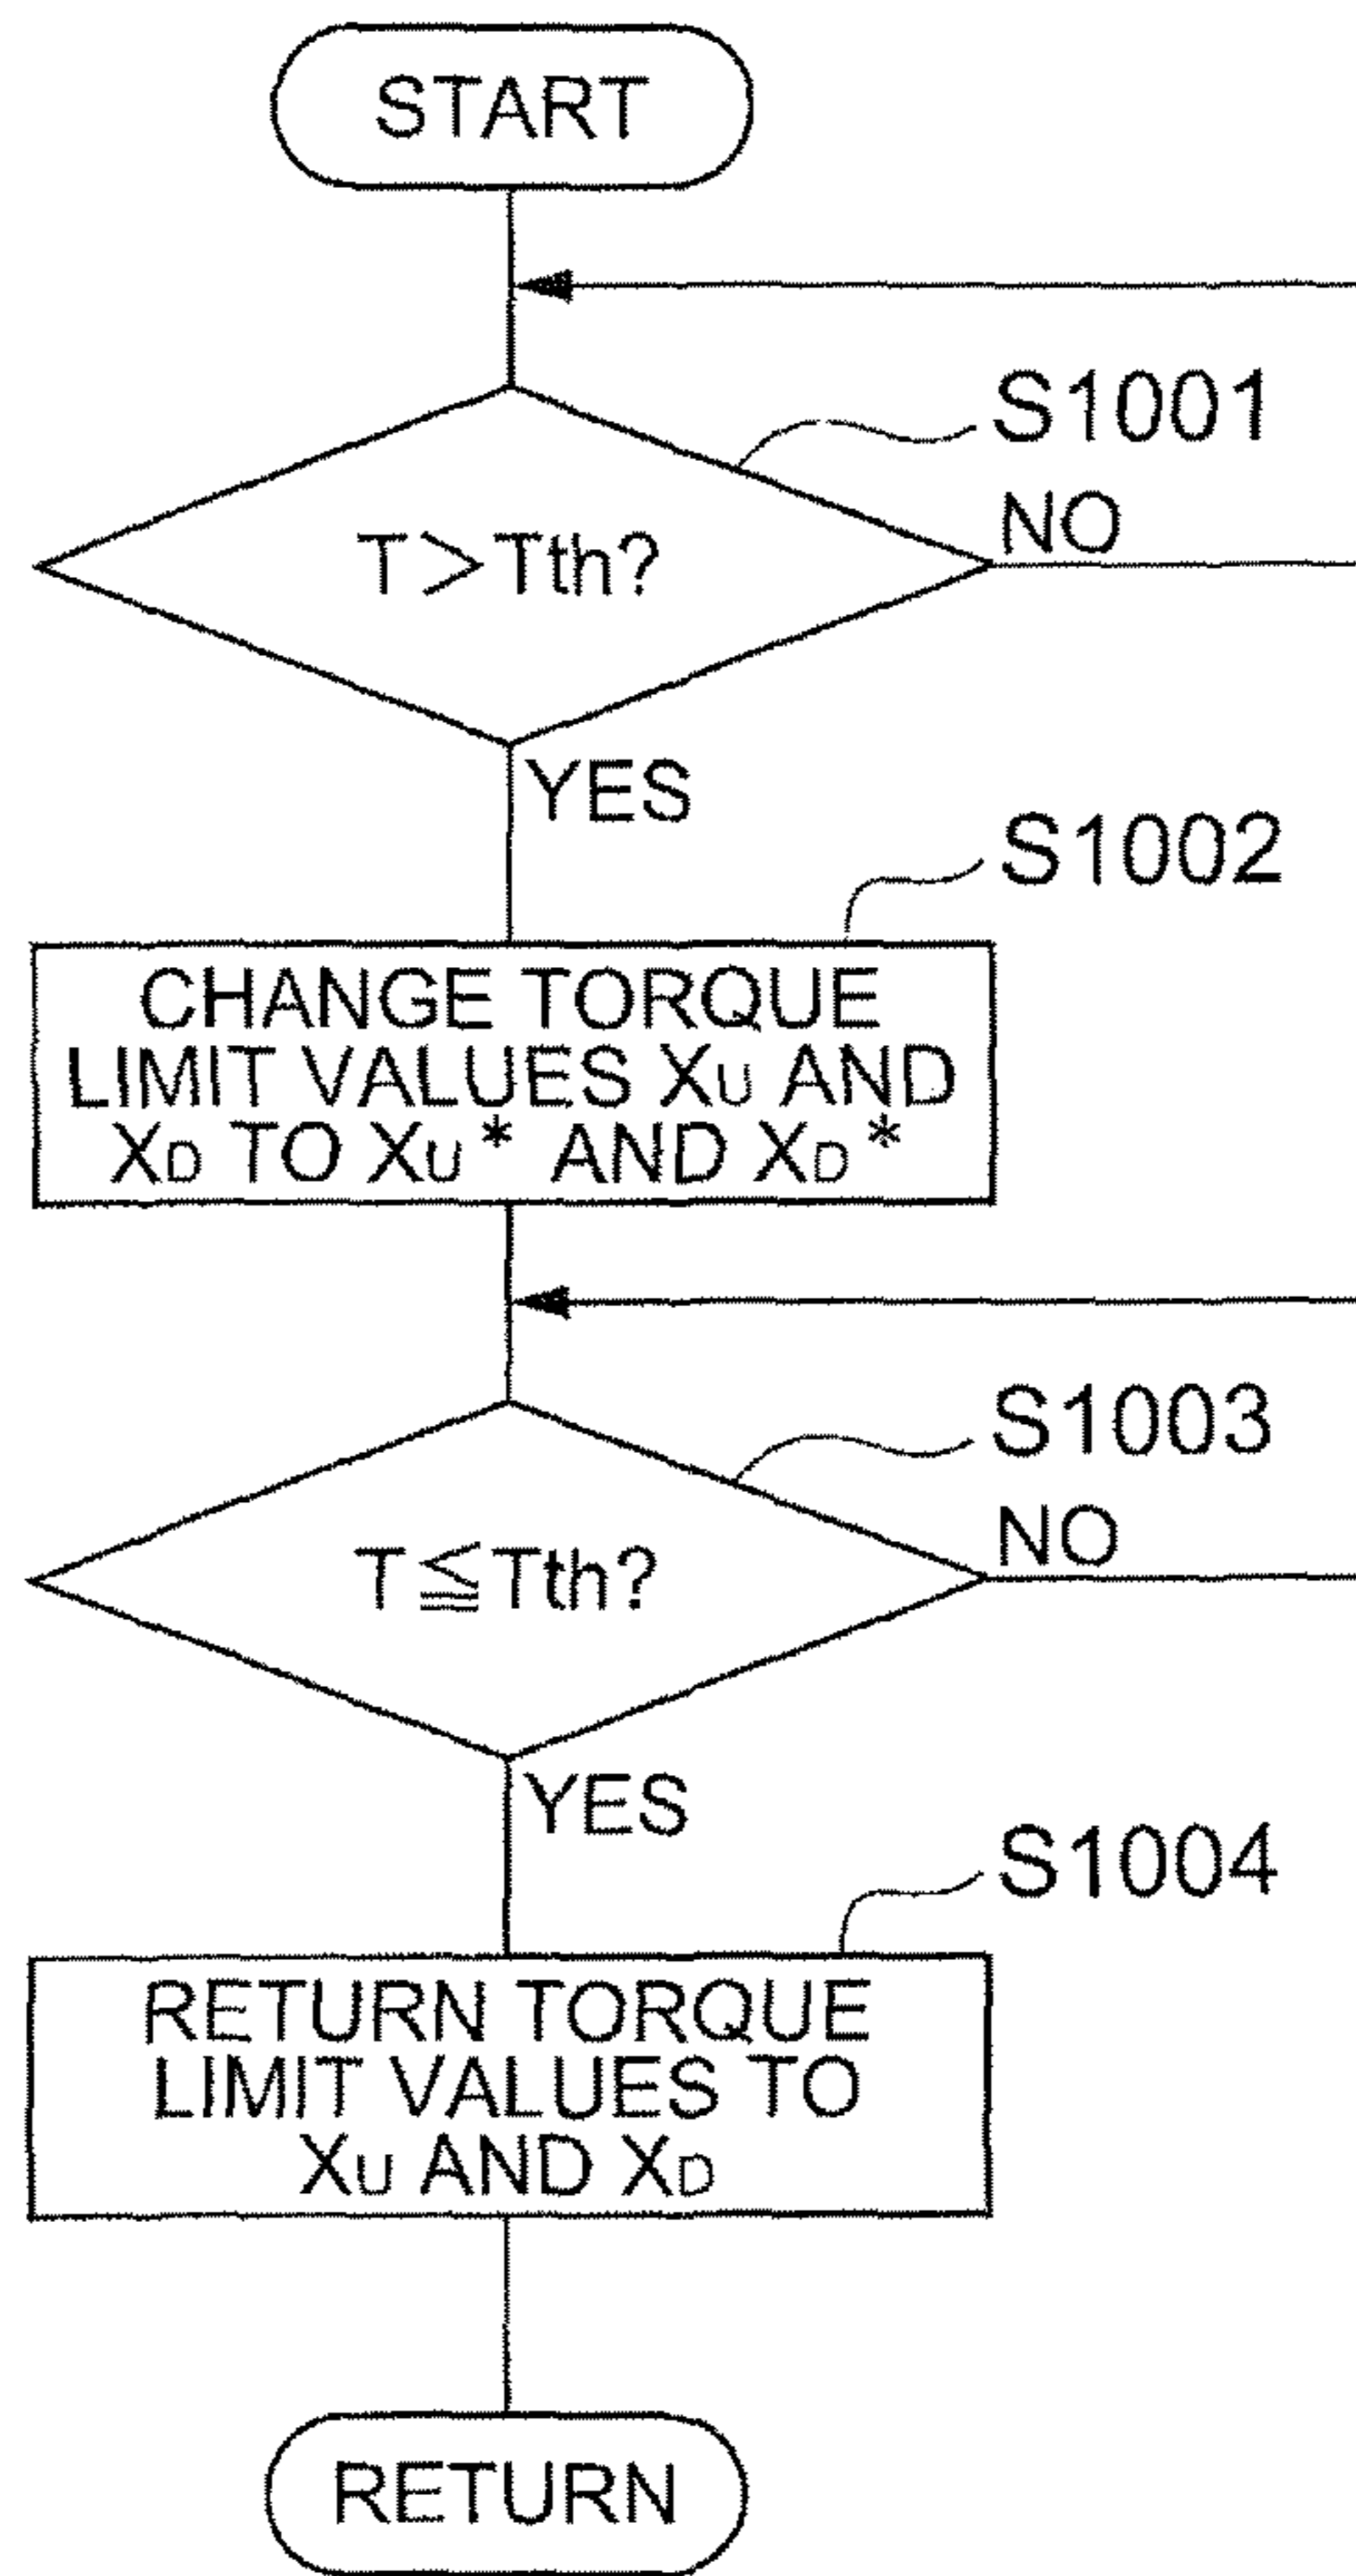 START
S1001
T>Tth?
NO
YES
S1002
CHANGE TORQUE
LIMIT VALUES XU AND
XD TO XU* AND XD*
S1003
T≦Tth?
NO
YES
S1004
RETURN TORQUE
LIMIT VALUES TO
XU AND XD
RETURN